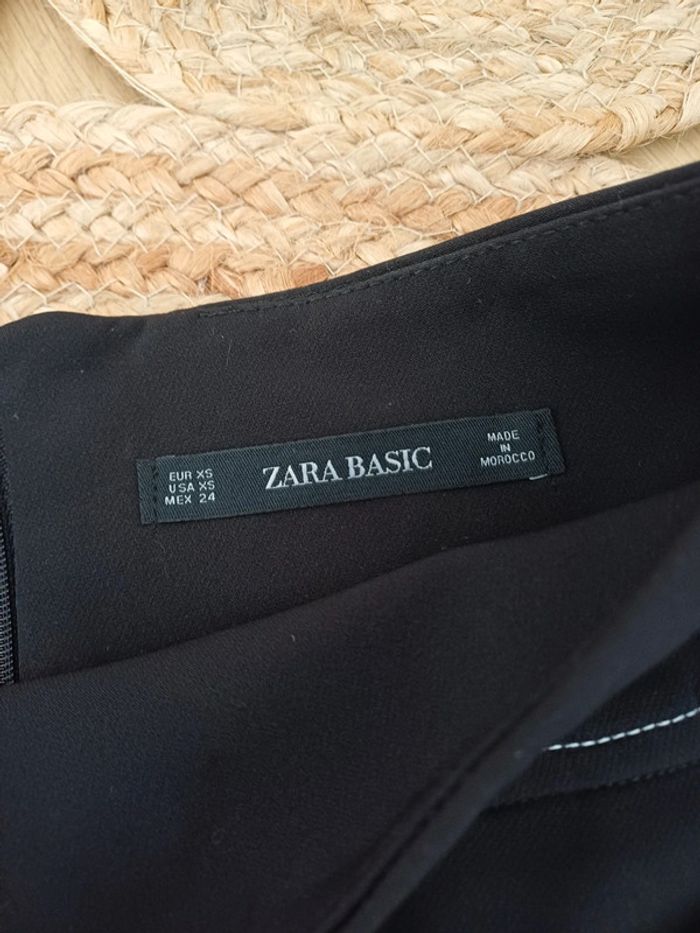 EUR XS
USA XS
MEX 24
ZARA BASIC
MADE
IN
MOROCCO